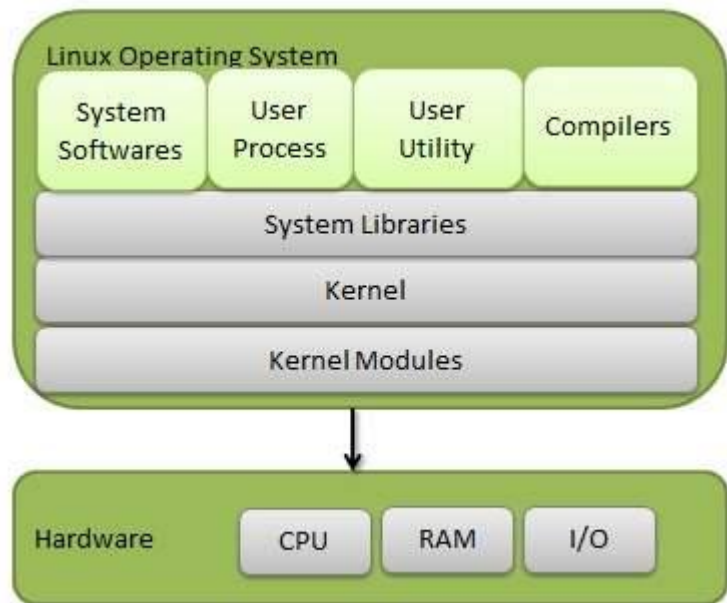 Linux Operating System
System
Softwares
User
Process
User
Utility
Compilers
System Libraries
Kernel
Kernel Modules
Hardware
CPU
RAM
I/O